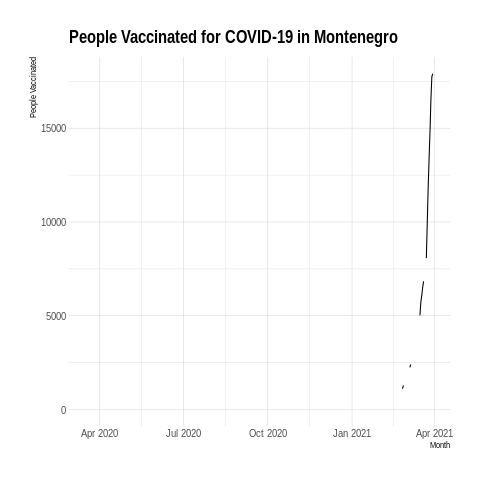 People Vaccinated for COVID-19 in Montenegro
People Vaccinated
15000
10000
5000
0
Apr 2020
Jul 2020
Oct 2020
Jan 2021
Apr 2021
Month